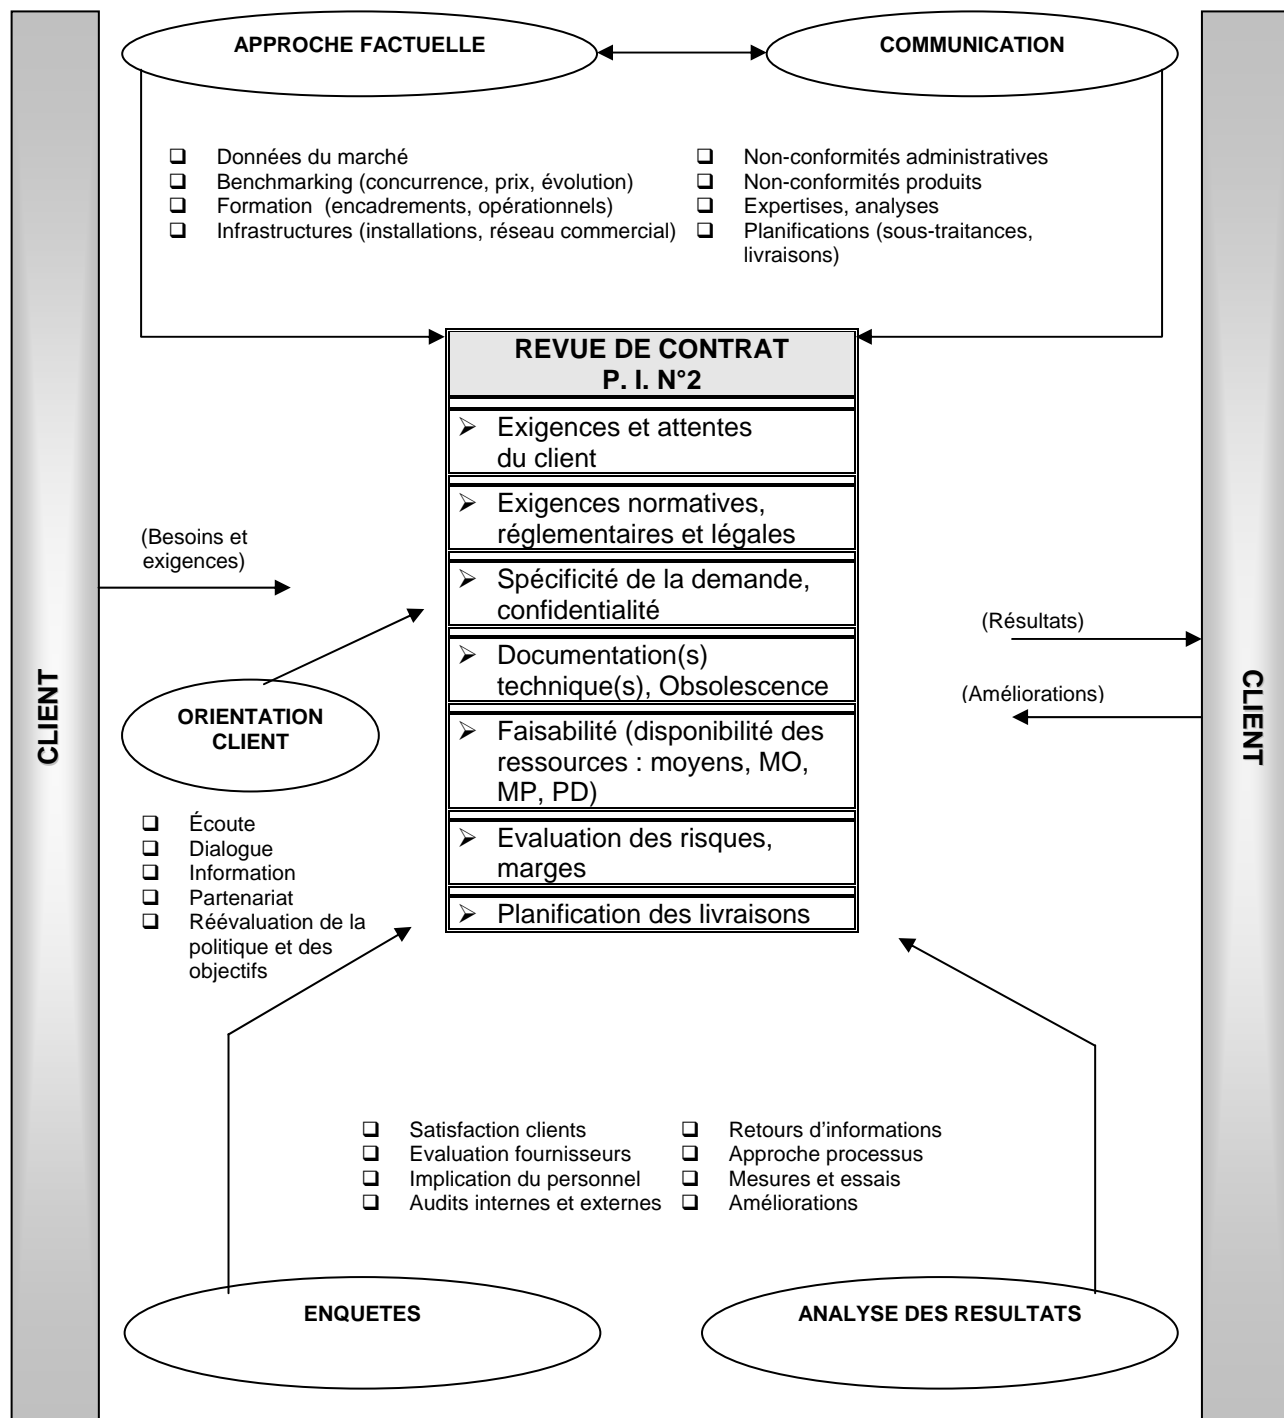 APPROCHE FACTUELLE
COMMUNICATION
❑ Données du marché
❑ Benchmarking (concurrence, prix, évolution)
❑ Formation (encadrements, opérationnels)
❑ Infrastructures (installations, réseau commercial)
❑ Non-conformités administratives
❑ Non-conformités produits
❑ Expertises, analyses
❑ Planifications (sous-traitances,
livraisons)
REVUE DE CONTRAT
P. I. N°2
➢ Exigences et attentes
du client
➢ Exigences normatives,
réglementaires et légales
➢ Spécificité de la demande,
confidentialité
➢ Documentation(s)
technique(s), Obsolescence
➢ Faisabilité (disponibilité des
ressources : moyens, MO,
MP, PD)
➢ Evaluation des risques,
marges
➢ Planification des livraisons
CLIENT
(Besoins et
exigences)
ORIENTATION
CLIENT
❑ Écoute
❑ Dialogue
❑ Information
❑ Partenariat
❑ Réévaluation de la
politique et des
objectifs
(Résultats)
(Améliorations)
CLIENT
❑ Satisfaction clients
❑ Evaluation fournisseurs
❑ Implication du personnel
❑ Audits internes et externes
❑ Retours d’informations
❑ Approche processus
❑ Mesures et essais
❑ Améliorations
ENQUETES
ANALYSE DES RESULTATS